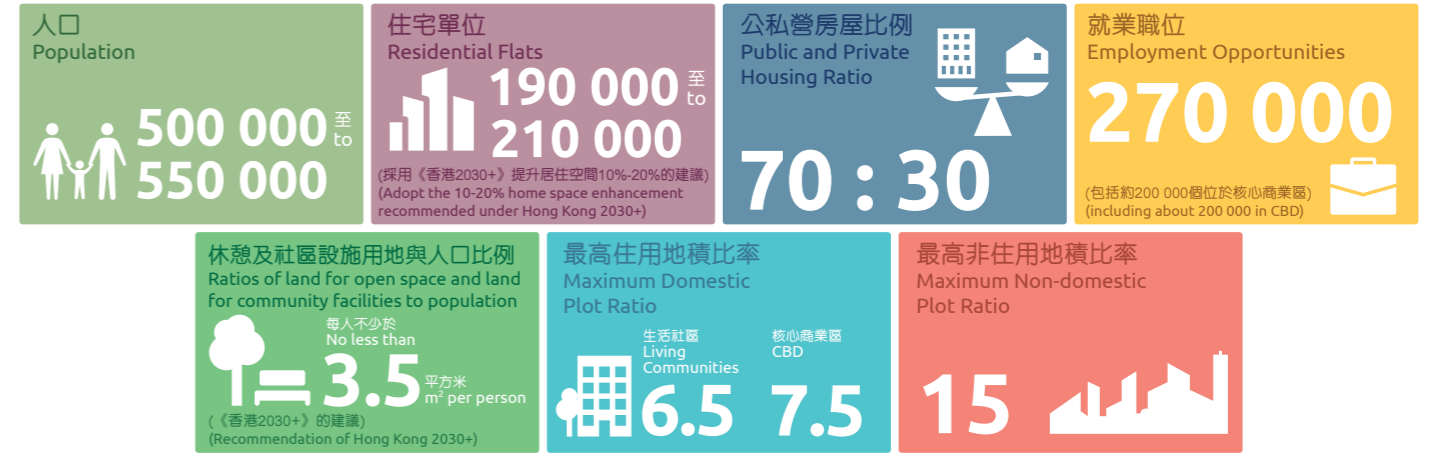 人口
Population
500 000 至
to
550 000
住宅單位
Residential Flats
190 000 至
to
210 000
(採用《香港2030+》提升居住空間10%-20%的建議)
(Adopt the 10-20% home space enhancement
recommended under Hong Kong 2030+)
公私營房屋比例
Public and Private
Housing Ratio
70 : 30
就業職位
Employment Opportunities
270 000
(包括約200 000個位於核心商業區)
(including about 200 000 in CBD)
休憩及社區設施用地與人口比例
Ratios of land for open space and land
for community facilities to population
每人不少於
No less than
3.5 平方米
m² per person
(《香港2030+》的建議)
(Recommendation of Hong Kong 2030+)
最高住用地積比率
Maximum Domestic
Plot Ratio
生活社區
Living
Communities
6.5
核心商業區
CBD
7.5
最高非住用地積比率
Maximum Non-domestic
Plot Ratio
15